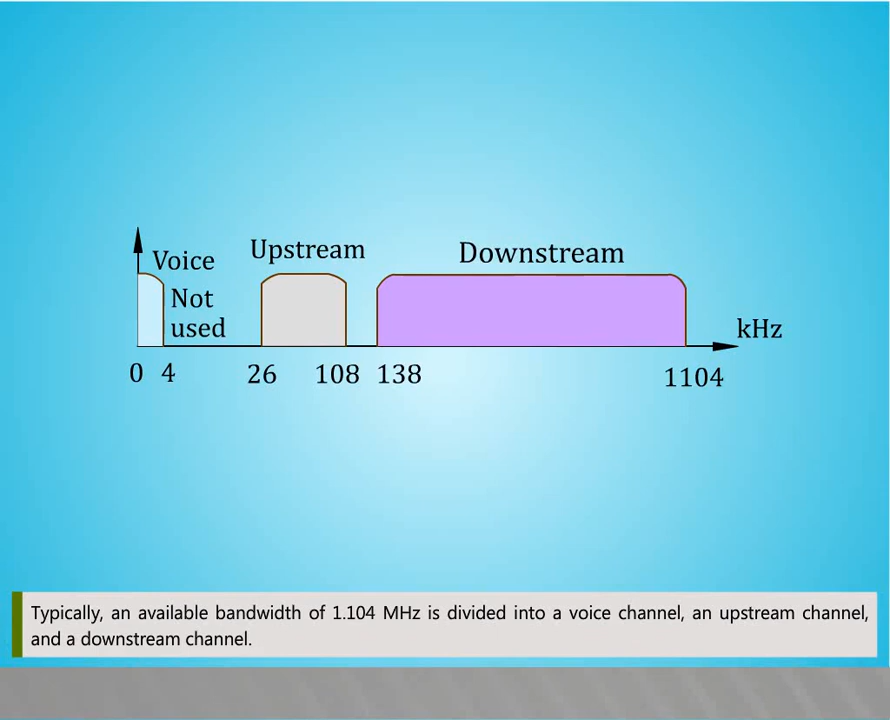 Voice
Upstream
Downstream
Not
used
kHz
0 4 26 108 138 1104
Typically, an available bandwidth of 1.104 MHz is divided into a voice channel, an upstream channel,
and a downstream channel.